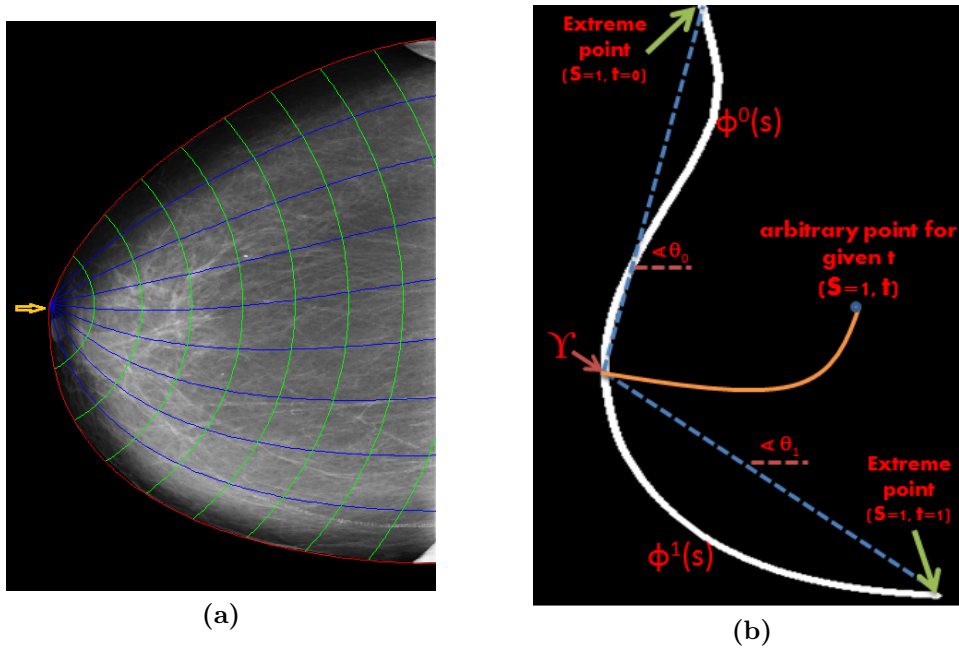 Extreme
point
(S=1, t=0)
ϕ⁰(s)
∢ θ₀
arbitrary point for
given t
(S=1, t)
ϒ
∢ θ₁
Extreme
point
(S=1, t=1)
ϕ¹(s)
(a)
(b)